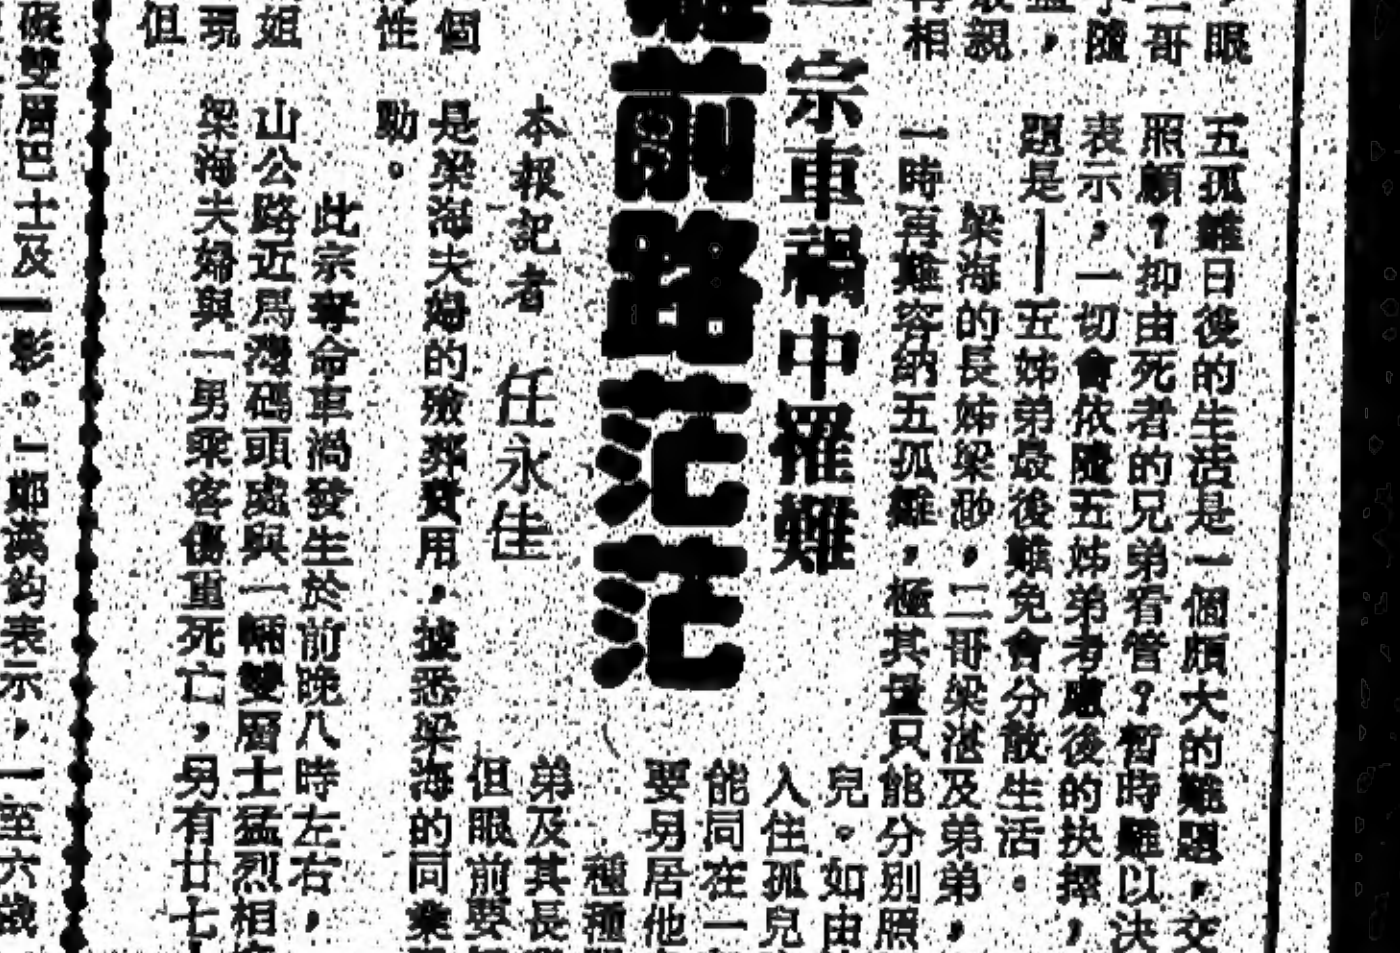 眼
三哥
隨
，
最親
再相
五孤雛日後的生活是一個頗大的難題，交
照顧？抑由死者的兄弟看管？暫時難以決
表示，一切會依隨五姊弟考慮後的抉擇，
題是——五姊弟最後難免會分散生活。
梁海的長姊梁，二哥梁湛及弟弟，
一時再難容納五孤雛，極其量只能分別照
兒。如由
入住孤兒
能同在一
要另居他
種種
宗車禍中罹難
前路茫茫
本報記者　任永佳
弟及其長
但眼前要
個
性
是梁海夫婦的殮葬費用，據悉梁海的同業
動。
此宗奪命車禍發生於前晚八時左右，
山公路近馬灣碼頭處與一輛雙層士猛烈相
梁海夫婦與一男乘客傷重死亡，另有廿七
姐
現
但
礙雙層巴士及
影。」鄭漢鈞表示，一至六歲